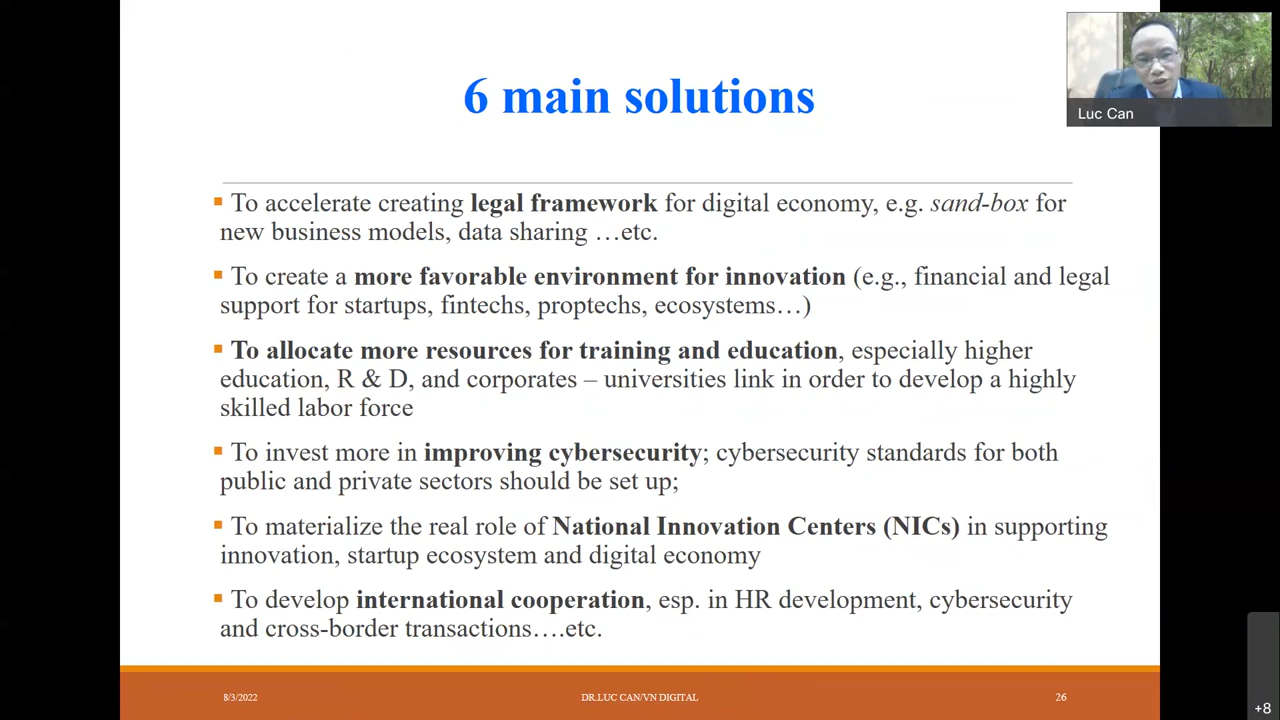 6 main solutions
Luc Can
To accelerate creating legal framework for digital economy, e.g. sand-box for
new business models, data sharing …etc.
To create a more favorable environment for innovation (e.g., financial and legal
support for startups, fintechs, proptechs, ecosystems…)
To allocate more resources for training and education, especially higher
education, R & D, and corporates – universities link in order to develop a highly
skilled labor force
To invest more in improving cybersecurity; cybersecurity standards for both
public and private sectors should be set up;
To materialize the real role of National Innovation Centers (NICs) in supporting
innovation, startup ecosystem and digital economy
To develop international cooperation, esp. in HR development, cybersecurity
and cross-border transactions….etc.
8/3/2022
DR.LUC CAN/VN DIGITAL
26
+8